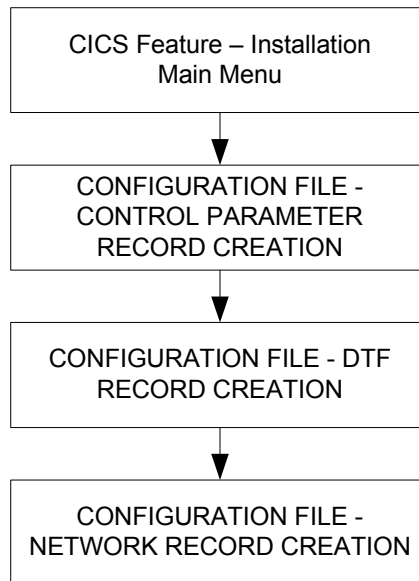 CICS Feature – Installation
Main Menu
CONFIGURATION FILE -
CONTROL PARAMETER
RECORD CREATION
CONFIGURATION FILE - DTF
RECORD CREATION
CONFIGURATION FILE -
NETWORK RECORD CREATION